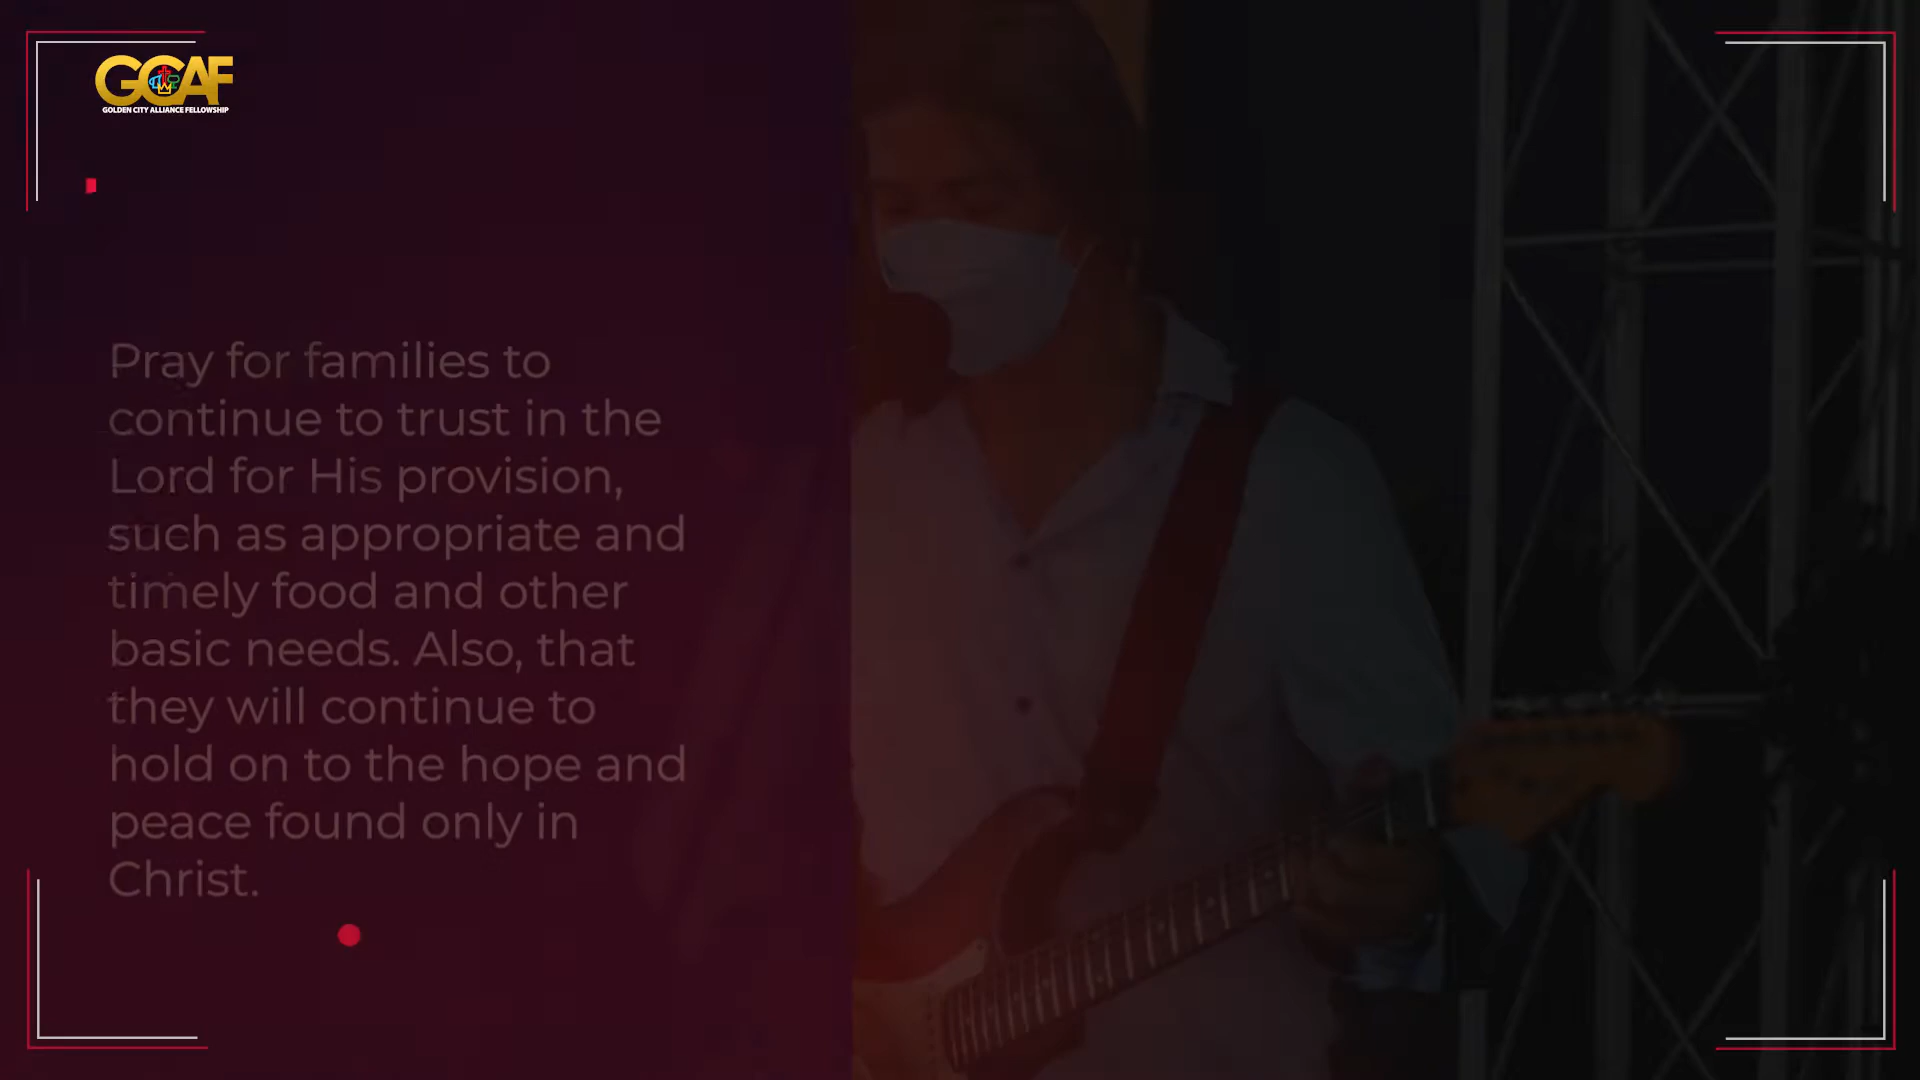 GCAF
GOLDEN CITY ALLIANCE FELLOWSHIP
Pray for families to
continue to trust in the
Lord for His provision,
such as appropriate and
timely food and other
basic needs. Also, that
they will continue to
hold on to the hope and
peace found only in
Christ.